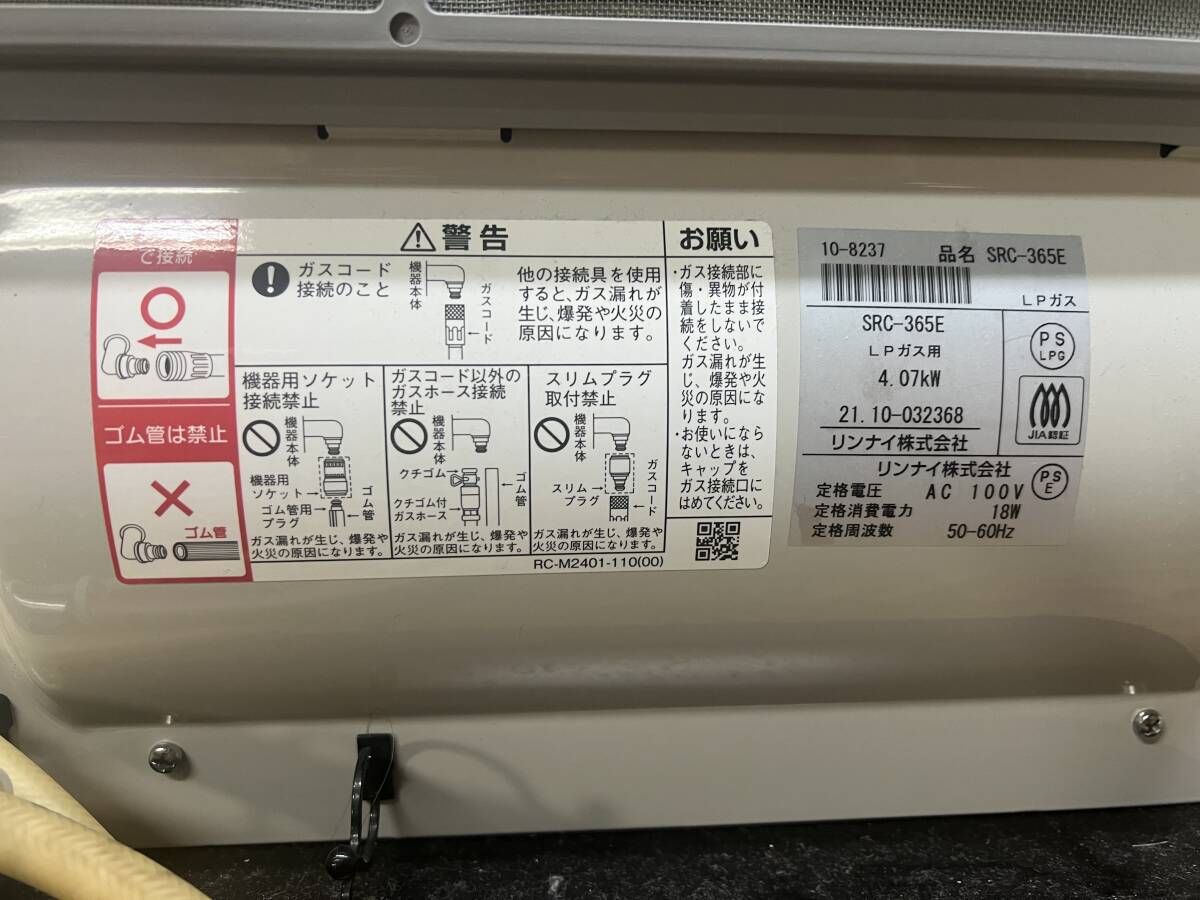 で接続
ゴム管は禁止
ゴム管
警告
ガスコード
接続のこと
機器本体
ガスコード
他の接続具を使用
すると、ガス漏れが
生じ、爆発や火災の
原因になります。
機器用ソケット
接続禁止
機器本体
機器用
ソケット
ゴム管用
プラグ
ゴム管
ガス漏れが生じ、爆発や
火災の原因になります。
ガスコード以外の
ガスホース接続
禁止
機器本体
クチゴム
クチゴム付
ガスホース
ゴム管
ガス漏れが生じ、爆発や
火災の原因になります。
スリムプラグ
取付禁止
機器本体
スリム
プラグ
ガスコード
ガス漏れが生じ、爆発や
火災の原因になります。
RC-M2401-110(00)
お願い
・ガス接続部に
傷・異物が付
着したまま接
続をしないで
ください。
ガス漏れが生
じ、爆発や火
災の原因にな
ります。
・お使いになら
ないときは、
キャップを
ガス接続口に
はめてください。
10-8237 品名 SRC-365E
LPガス
SRC-365E
LPガス用
4.07kW
21.10-032368
リンナイ株式会社
PS
LPG
JIA認証
リンナイ株式会社
PS
E
定格電圧 AC 100V
定格消費電力 18W
定格周波数 50-60Hz